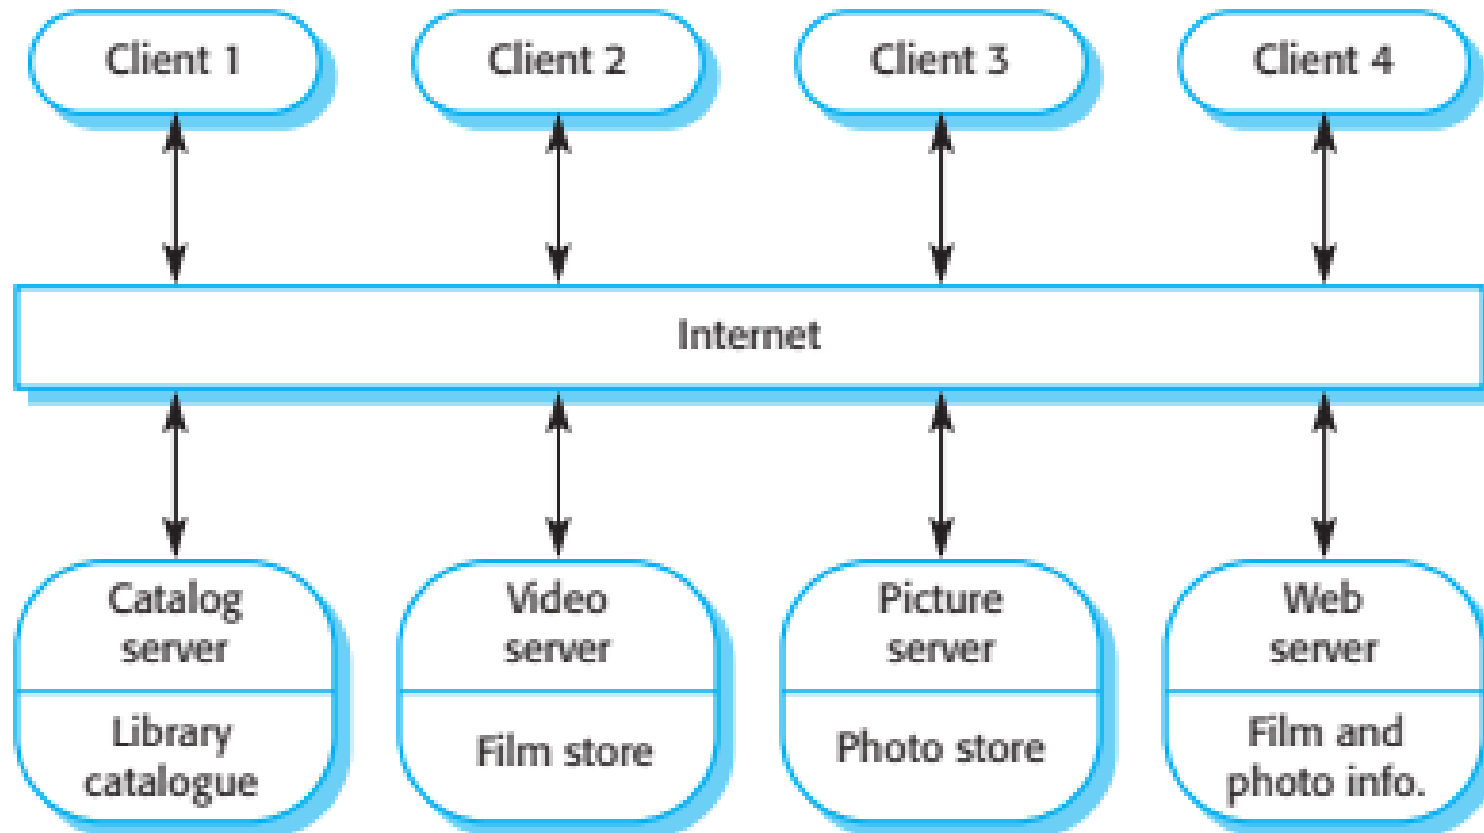 Client 1
Client 2
Client 3
Client 4
Internet
Catalog
server
Library
catalogue
Video
server
Film store
Picture
server
Photo store
Web
server
Film and
photo info.